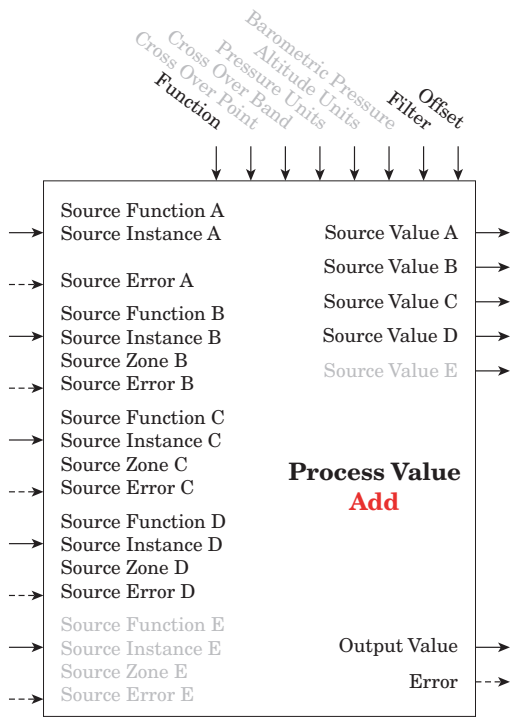 Function
Cross Over Point
Cross Over Band
Pressure Units
Altitude Units
Barometric Pressure
Filter
Offset
Source Function A
Source Instance A
Source Error A
Source Function B
Source Instance B
Source Zone B
Source Error B
Source Function C
Source Instance C
Source Zone C
Source Error C
Source Function D
Source Instance D
Source Zone D
Source Error D
Source Function E
Source Instance E
Source Zone E
Source Error E
Source Value A
Source Value B
Source Value C
Source Value D
Source Value E
Process Value
Add
Output Value
Error